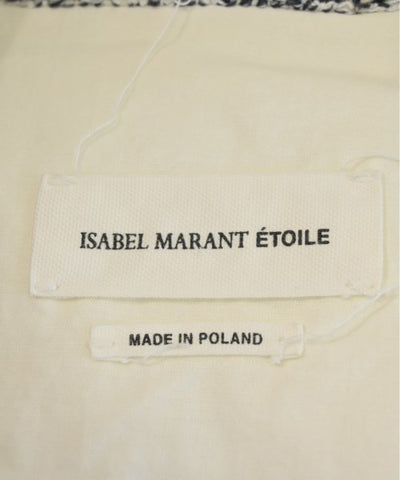 ISABEL MARANT ÉTOILE
MADE IN POLAND